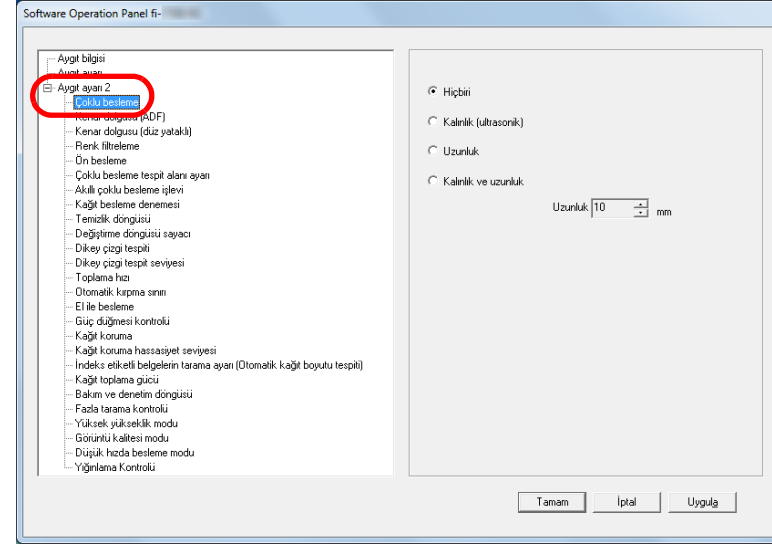 Software Operation Panel fi-
Aygıt bilgisi
Aygıt ayarı
Aygıt ayarı 2
Çoklu besleme
Kenar dolgusu (ADF)
Kenar dolgusu (düz yataklı)
Renk filtreleme
Ön besleme
Çoklu besleme tespit alanı ayarı
Akıllı çoklu besleme işlevi
Kağıt besleme denemesi
Temizlik döngüsü
Değiştirme döngüsü sayacı
Dikey çizgi tespiti
Dikey çizgi tespit seviyesi
Toplama hızı
Otomatik kırpma sınırı
El ile besleme
Güç düğmesi kontrolü
Kağıt koruma
Kağıt koruma hassasiyet seviyesi
İndeks etiketli belgelerin tarama ayarı (Otomatik kağıt boyutu tespiti)
Kağıt toplama gücü
Bakım ve denetim döngüsü
Fazla tarama kontrolü
Yüksek yükseklik modu
Görüntü kalitesi modu
Düşük hızda besleme modu
Yığınlama Kontrolü
Hiçbiri
Kalınlık (ultrasonik)
Uzunluk
Kalınlık ve uzunluk
Uzunluk 10 mm
Tamam İptal Uygula